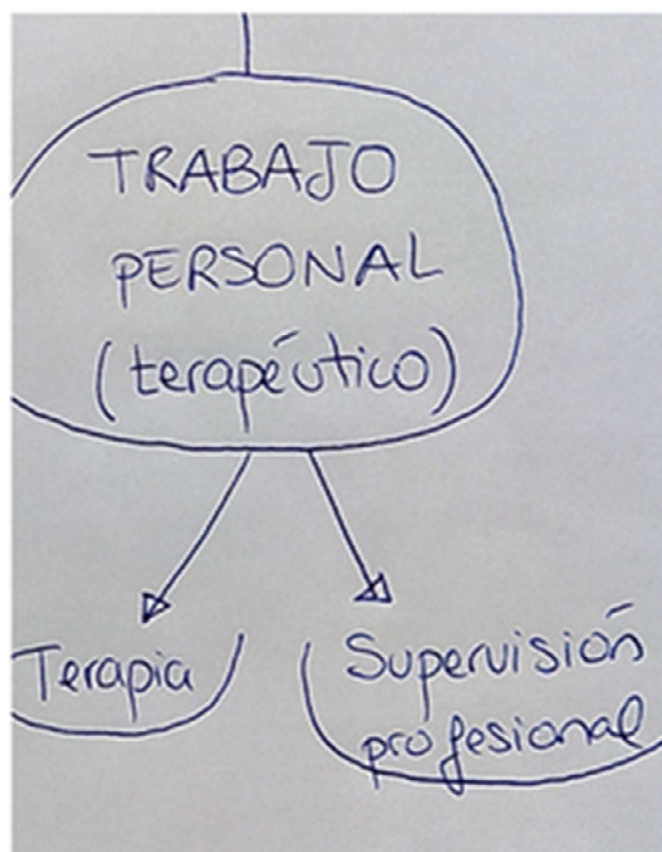 TRABAJO
PERSONAL
(terapéutico)
Terapia
Supervisión
profesional